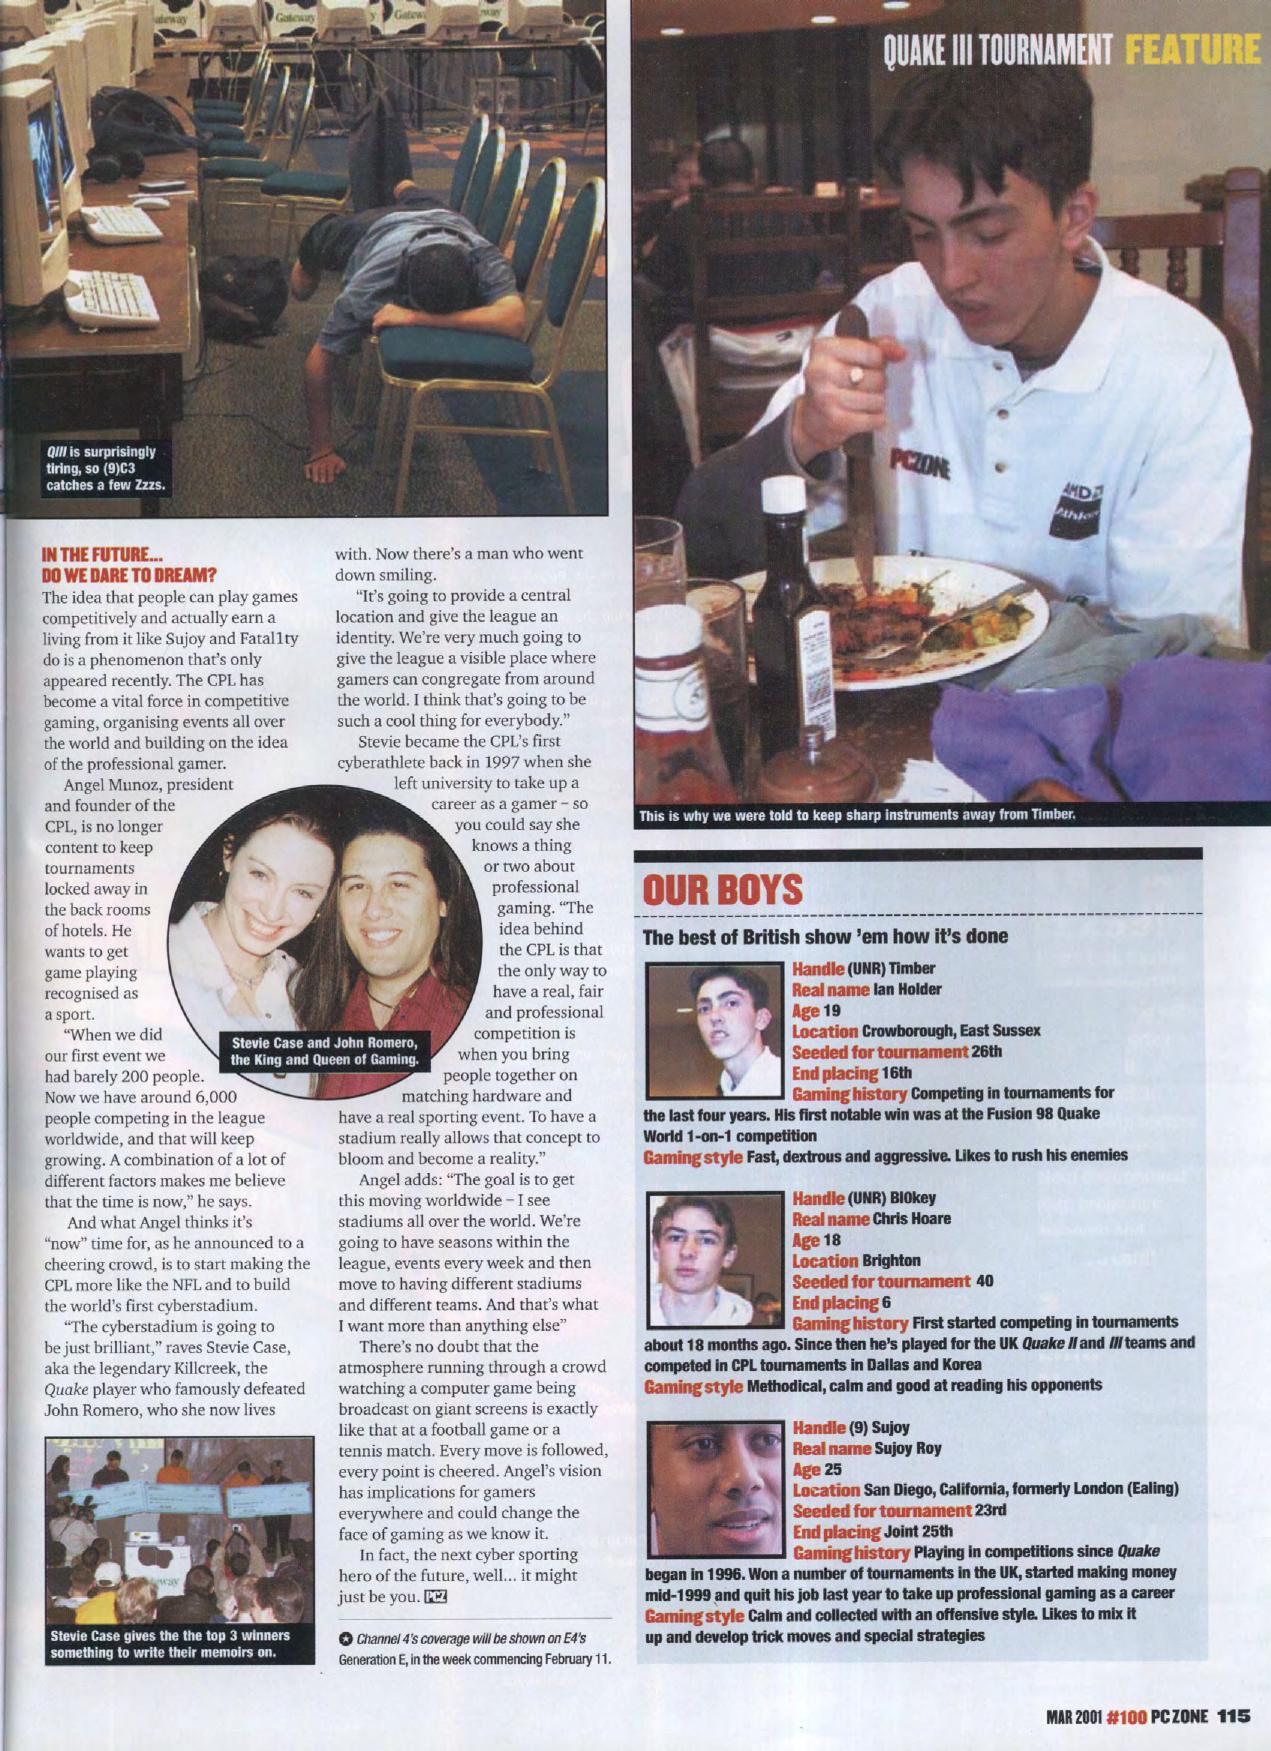 QUAKE III TOURNAMENT FEATURE
Gateway
Gateway
QIII is surprisingly
tiring, so (9)C3
catches a few Zzzs.
PCZONE
AMD
Athlon
This is why we were told to keep sharp instruments away from Timber.
IN THE FUTURE...
DO WE DARE TO DREAM?
The idea that people can play games
competitively and actually earn a
living from it like Sujoy and Fatal1ty
do is a phenomenon that's only
appeared recently. The CPL has
become a vital force in competitive
gaming, organising events all over
the world and building on the idea
of the professional gamer.
Angel Munoz, president
and founder of the
CPL, is no longer
content to keep
tournaments
locked away in
the back rooms
of hotels. He
wants to get
game playing
recognised as
a sport.
"When we did
our first event we
had barely 200 people.
Now we have around 6,000
people competing in the league
worldwide, and that will keep
growing. A combination of a lot of
different factors makes me believe
that the time is now," he says.
And what Angel thinks it's
"now" time for, as he announced to a
cheering crowd, is to start making the
CPL more like the NFL and to build
the world's first cyberstadium.
"The cyberstadium is going to
be just brilliant," raves Stevie Case,
aka the legendary Killcreek, the
Quake player who famously defeated
John Romero, who she now lives
Stevie Case gives the the top 3 winners
something to write their memoirs on.
with. Now there's a man who went
down smiling.
"It's going to provide a central
location and give the league an
identity. We're very much going to
give the league a visible place where
gamers can congregate from around
the world. I think that's going to be
such a cool thing for everybody."
Stevie became the CPL's first
cyberathlete back in 1997 when she
left university to take up a
career as a gamer – so
you could say she
knows a thing
or two about
professional
gaming. "The
idea behind
the CPL is that
the only way to
have a real, fair
and professional
competition is
when you bring
people together on
matching hardware and
have a real sporting event. To have a
stadium really allows that concept to
bloom and become a reality."
Angel adds: "The goal is to get
this moving worldwide – I see
stadiums all over the world. We're
going to have seasons within the
league, events every week and then
move to having different stadiums
and different teams. And that's what
I want more than anything else"
There's no doubt that the
atmosphere running through a crowd
watching a computer game being
broadcast on giant screens is exactly
like that at a football game or a
tennis match. Every move is followed,
every point is cheered. Angel's vision
has implications for gamers
everywhere and could change the
face of gaming as we know it.
In fact, the next cyber sporting
hero of the future, well... it might
just be you. PCZ
Stevie Case and John Romero,
the King and Queen of Gaming.
✪ Channel 4's coverage will be shown on E4's
Generation E, in the week commencing February 11.
OUR BOYS
The best of British show 'em how it's done
Handle (UNR) Timber
Real name Ian Holder
Age 19
Location Crowborough, East Sussex
Seeded for tournament 26th
End placing 16th
Gaming history Competing in tournaments for
the last four years. His first notable win was at the Fusion 98 Quake
World 1-on-1 competition
Gaming style Fast, dextrous and aggressive. Likes to rush his enemies
Handle (UNR) Bl0key
Real name Chris Hoare
Age 18
Location Brighton
Seeded for tournament 40
End placing 6
Gaming history First started competing in tournaments
about 18 months ago. Since then he's played for the UK Quake II and III teams and
competed in CPL tournaments in Dallas and Korea
Gaming style Methodical, calm and good at reading his opponents
Handle (9) Sujoy
Real name Sujoy Roy
Age 25
Location San Diego, California, formerly London (Ealing)
Seeded for tournament 23rd
End placing Joint 25th
Gaming history Playing in competitions since Quake
began in 1996. Won a number of tournaments in the UK, started making money
mid-1999 and quit his job last year to take up professional gaming as a career
Gaming style Calm and collected with an offensive style. Likes to mix it
up and develop trick moves and special strategies
MAR 2001 #100 PC ZONE 115